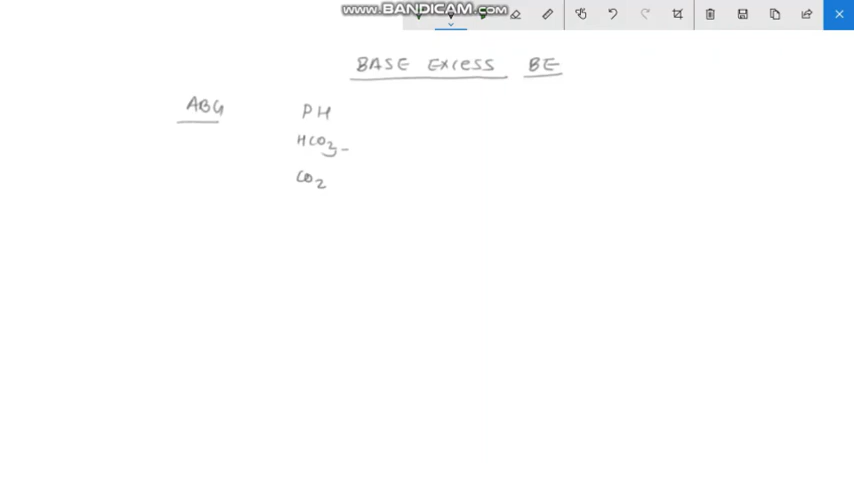 www.BANDICAM.com
BASE EXCESS BE
ABG PH
HCO3-
CO2